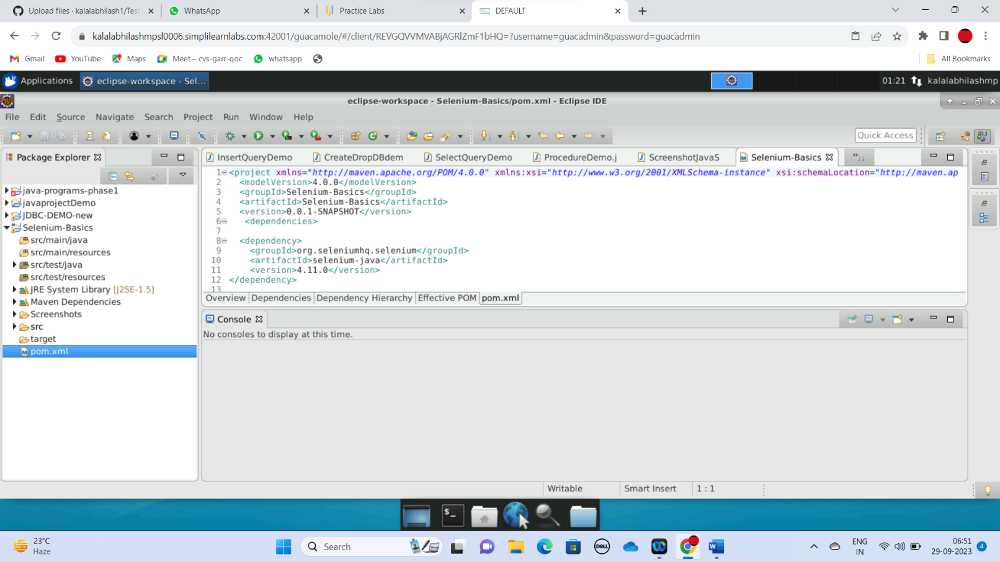 Upload files · kalalabhilash1/Test
WhatsApp
Practice Labs
DEFAULT
kalalabhilashmpsl0006.simplilearnlabs.com:42001/guacamole/#/client/REVGQVVMVABjAGRlZmF1bHQ=?username=guacadmin&password=guacadmin
Gmail
YouTube
Maps
Meet – cvs-garr-qoc
whatsapp
All Bookmarks
Applications
eclipse-workspace - Sel...
01:21
kalalabhilashmp
eclipse-workspace - Selenium-Basics/pom.xml - Eclipse IDE
File Edit Source Navigate Search Project Run Window Help
Quick Access
Package Explorer
InsertQueryDemo
CreateDropDBdem
SelectQueryDemo
ProcedureDemo.j
ScreenshotJavaS
Selenium-Basics
»21
java-programs-phase1
javaprojectDemo
JDBC-DEMO-new
Selenium-Basics
src/main/java
src/main/resources
src/test/java
src/test/resources
JRE System Library [J2SE-1.5]
Maven Dependencies
Screenshots
src
target
pom.xml
1 <project xmlns="http://maven.apache.org/POM/4.0.0" xmlns:xsi="http://www.w3.org/2001/XMLSchema-instance" xsi:schemaLocation="http://maven.ap
2 <modelVersion>4.0.0</modelVersion>
3 <groupId>Selenium-Basics</groupId>
4 <artifactId>Selenium-Basics</artifactId>
5 <version>0.0.1-SNAPSHOT</version>
6 <dependencies>
7
8 <dependency>
9 <groupId>org.seleniumhq.selenium</groupId>
10 <artifactId>selenium-java</artifactId>
11 <version>4.11.0</version>
12 </dependency>
13
Overview Dependencies Dependency Hierarchy Effective POM pom.xml
Console
No consoles to display at this time.
Writable
Smart Insert
1 : 1
23°C
Haze
Search
DELL
ENG
IN
06:51
29-09-2023
4